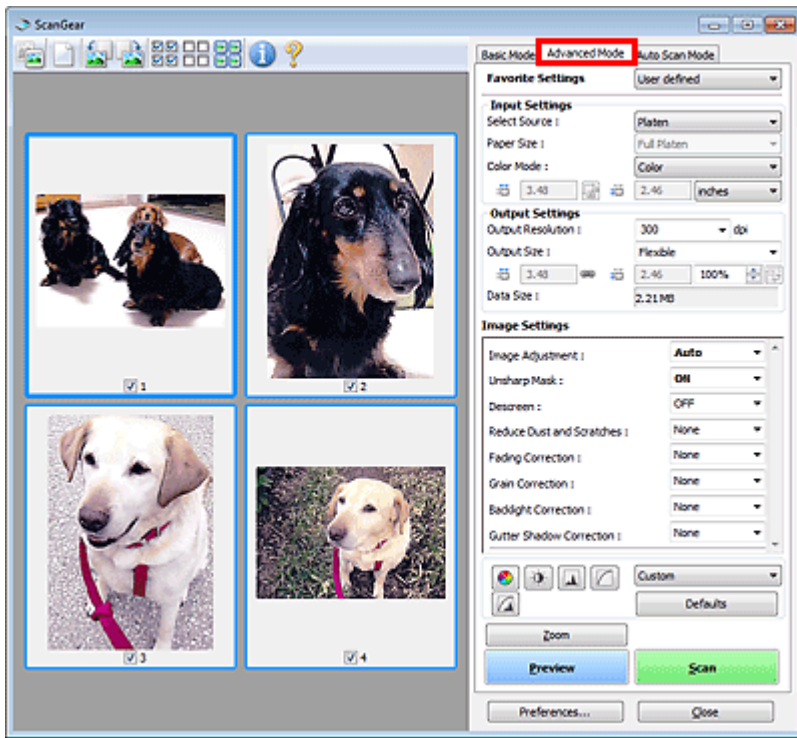 ScanGear
Basic Mode Advanced Mode Auto Scan Mode
Favorite Settings User defined
Input Settings
Select Source : Platen
Paper Size : Full Platen
Color Mode : Color
3.48 2.46 inches
Output Settings
Output Resolution : 300 dpi
Output Size : Flexible
3.48 2.46 100%
Data Size : 2.21 MB
Image Settings
Image Adjustment : Auto
Unsharp Mask : ON
Descreen : OFF
Reduce Dust and Scratches : None
Fading Correction : None
Grain Correction : None
Backlight Correction : None
Gutter Shadow Correction : None
Custom
Defaults
Zoom
Preview Scan
Preferences... Close
1
2
3
4